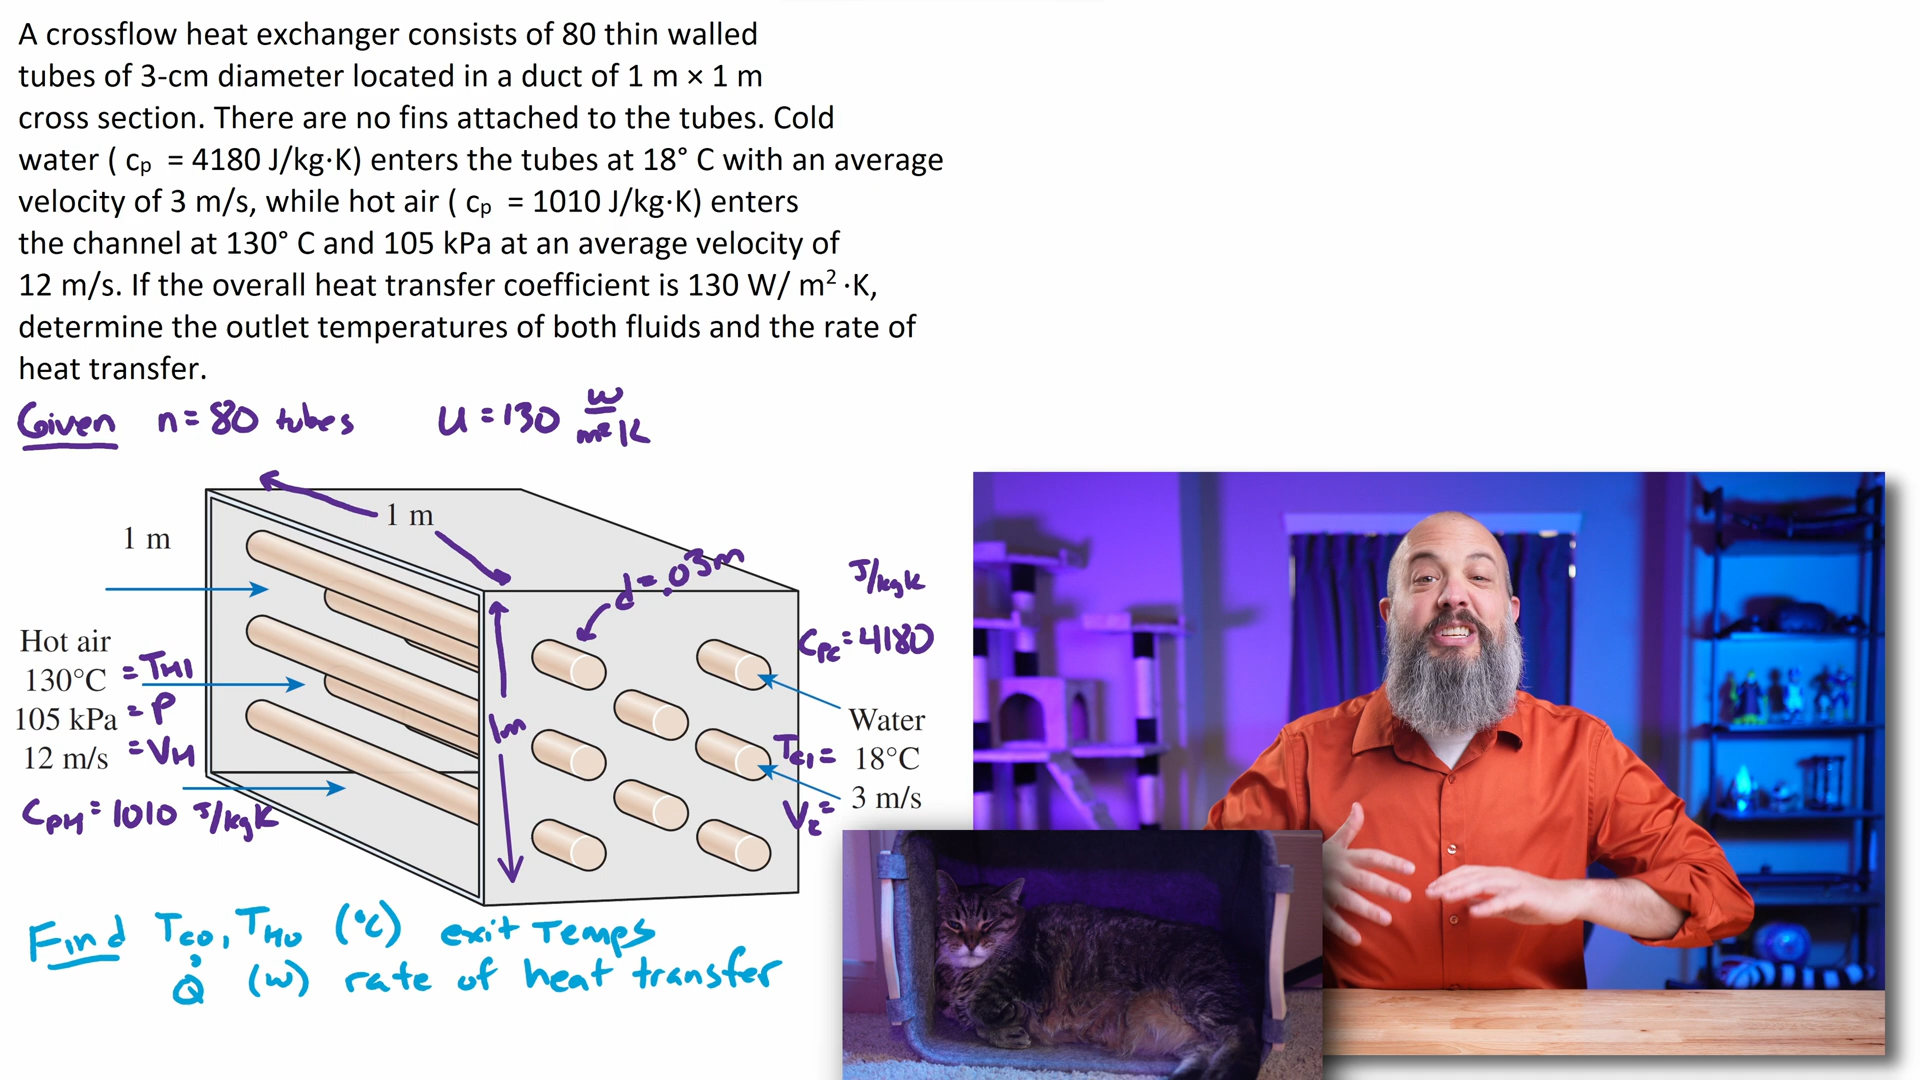 A crossflow heat exchanger consists of 80 thin walled
tubes of 3-cm diameter located in a duct of 1 m × 1 m
cross section. There are no fins attached to the tubes. Cold
water ( cp = 4180 J/kg·K) enters the tubes at 18° C with an average
velocity of 3 m/s, while hot air ( cp = 1010 J/kg·K) enters
the channel at 130° C and 105 kPa at an average velocity of
12 m/s. If the overall heat transfer coefficient is 130 W/ m² ·K,
determine the outlet temperatures of both fluids and the rate of
heat transfer.
Given n = 80 tubes U = 130 W/m²K
1 m
1 m
d = .03m
J/kgK
CPC = 4180
Hot air
130°C = THI
105 kPa = P
12 m/s = VH
CPH = 1010 J/kgK
1m
Water
TCI = 18°C
VC = 3 m/s
Find TCO, THO (°C) exit Temps
Q̇ (W) rate of heat transfer